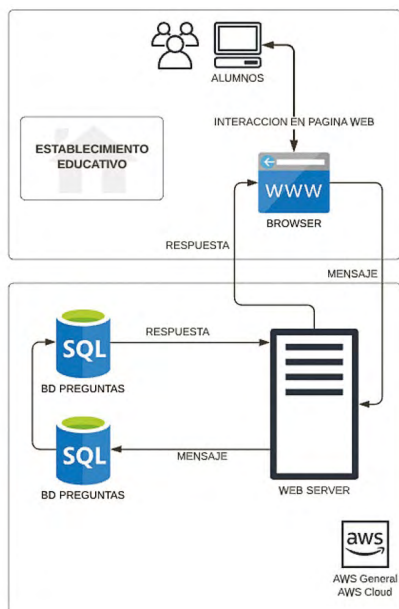 ALUMNOS
INTERACCION EN PAGINA WEB
ESTABLECIMIENTO
EDUCATIVO
WWW
BROWSER
RESPUESTA
MENSAJE
RESPUESTA
SQL
BD PREGUNTAS
SQL
MENSAJE
BD PREGUNTAS
WEB SERVER
aws
AWS General
AWS Cloud